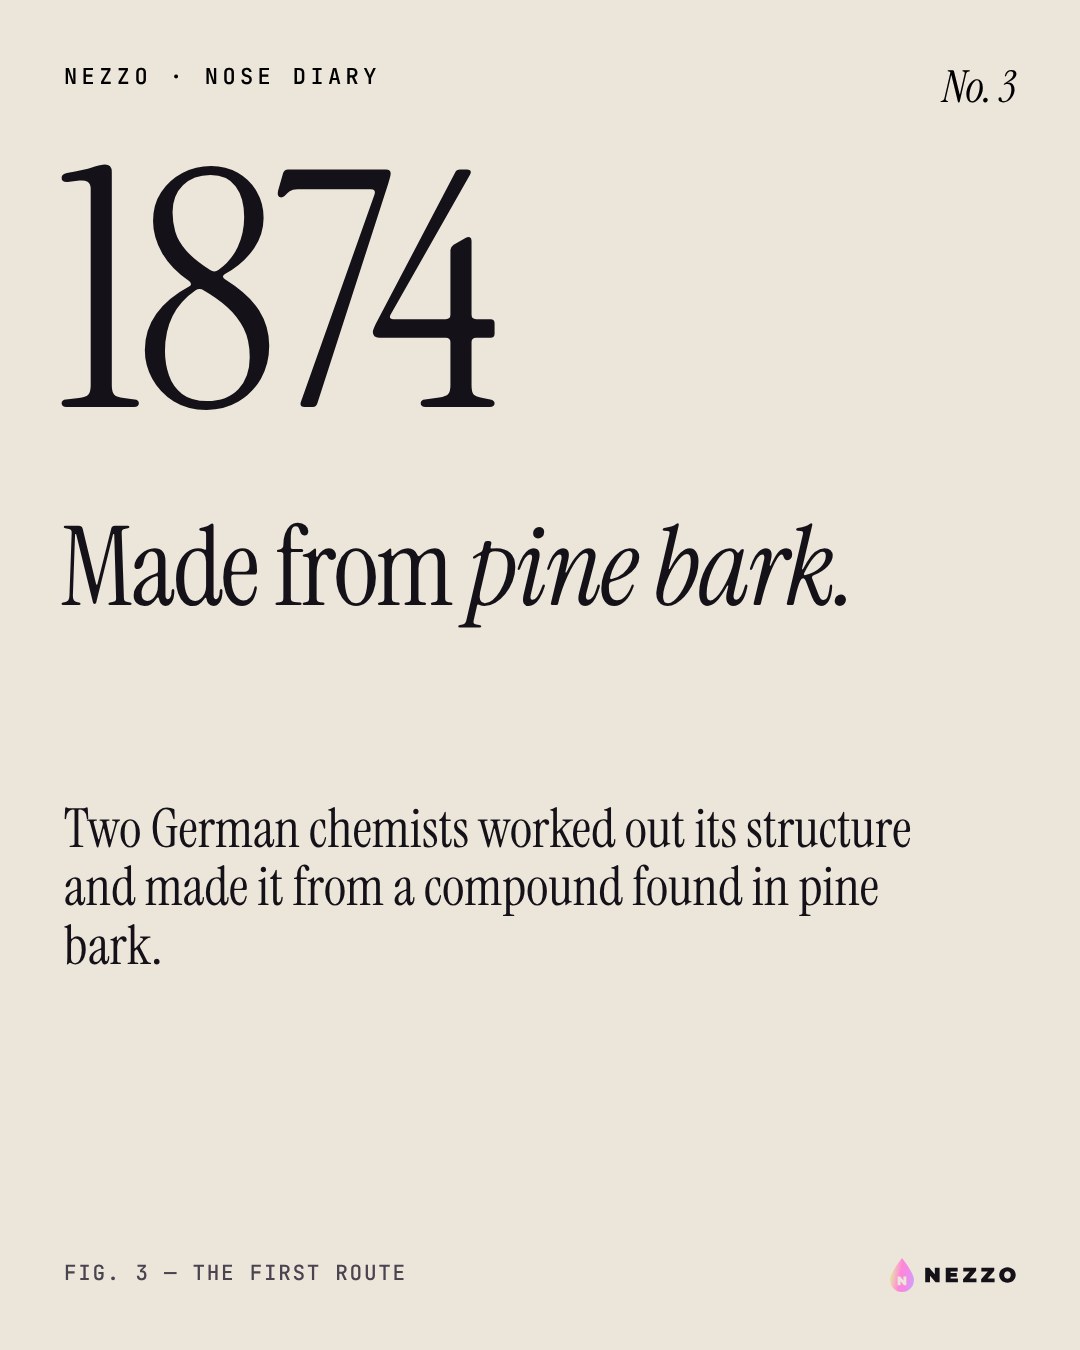 NEZZO · NOSE DIARY
No. 3
1874
Made from pine bark.
Two German chemists worked out its structure
and made it from a compound found in pine
bark.
FIG. 3 — THE FIRST ROUTE
N NEZZO